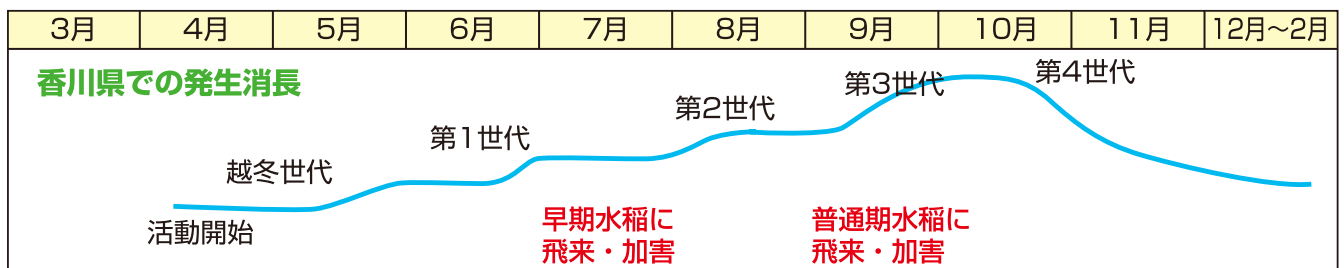 3月 4月 5月 6月 7月 8月 9月 10月 11月 12月～2月
香川県での発生消長
第4世代
第3世代
第2世代
第1世代
越冬世代
活動開始
早期水稲に
飛来・加害
普通期水稲に
飛来・加害